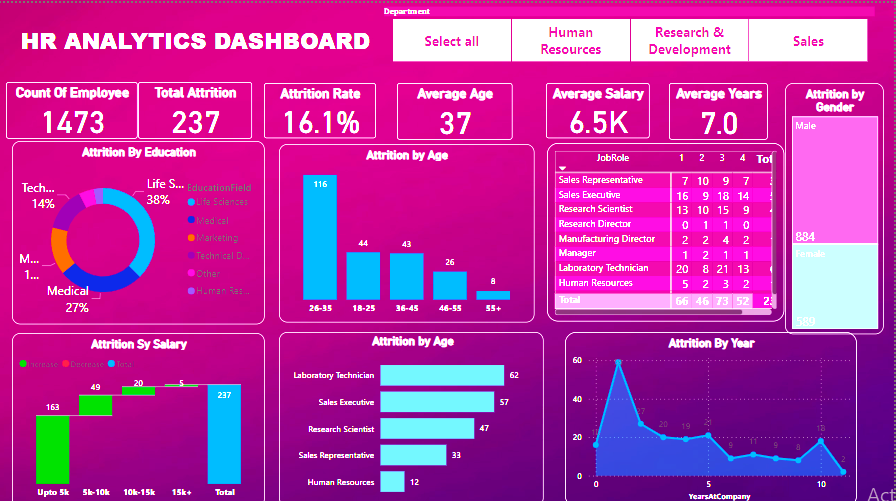 Department
HR ANALYTICS DASHBOARD
Select all
Human
Resources
Research &
Development
Sales
Count Of Employee
1473
Total Attrition
237
Attrition Rate
16.1%
Average Age
37
Average Salary
6.5K
Average Years
7.0
Attrition by
Gender
Male
884
Female
589
Attrition By Education
Tech...
14%
Life S...
38%
M...
1...
Medical
27%
EducationField
Life Sciences
Medical
Marketing
Technical D...
Other
Human Res...
Attrition by Age
116
44
43
26
8
26-35
18-25
36-45
46-55
55+
JobRole 1 2 3 4 Tot
Sales Representative 7 10 9 7
Sales Executive 16 9 18 14
Research Scientist 13 10 15 9
Research Director 0 1 1 0
Manufacturing Director 2 2 4 2
Manager 1 2 1 1
Laboratory Technician 20 8 21 13
Human Resources 5 2 3 2
Total 66 46 73 52
Attrition Sy Salary
Increase
Decrease
Total
163
49
20
5
237
Upto 5k
5k-10k
10k-15k
15k+
Total
Attrition by Age
Laboratory Technician 62
Sales Executive 57
Research Scientist 47
Sales Representative 33
Human Resources 12
Attrition By Year
60
40
20
0
27
20
19
9
9
8
18
2
0
5
10
YearsAtCompany
Act